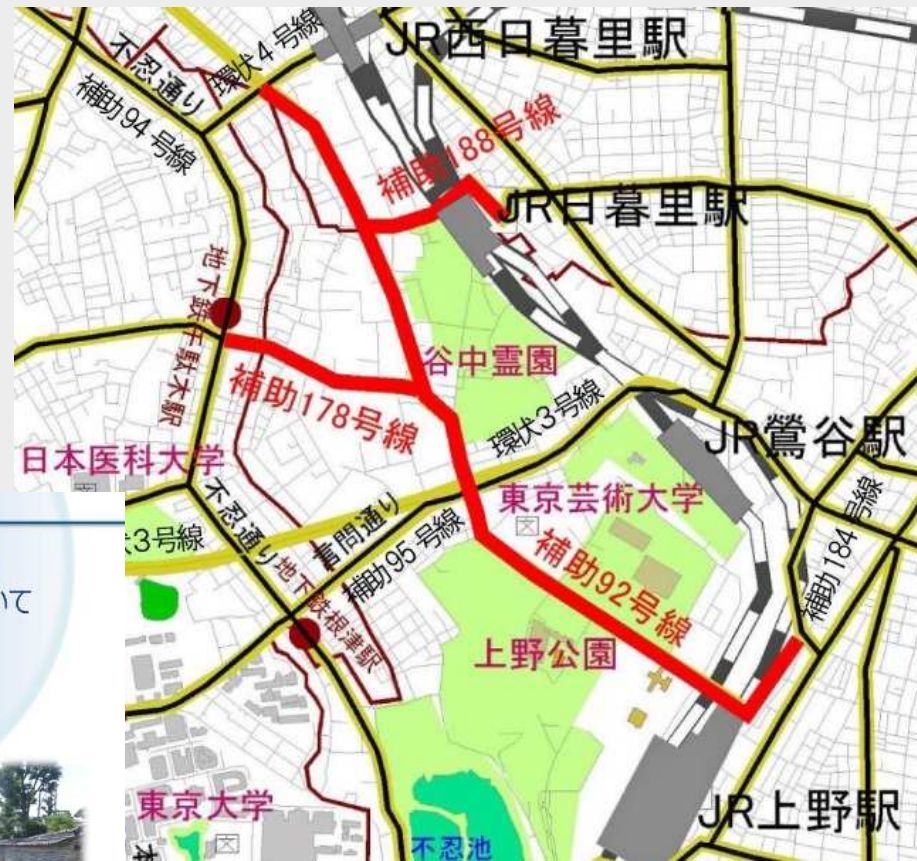 JR西日暮里駅
不忍通り
環状4号線
補助94号線
補助188号線
JR日暮里駅
地下鉄千駄木駅
谷中霊園
補助178号線
環状3号線
JR鶯谷駅
日本医科大学
東京芸術大学
不忍通り
言問通り
状3号線
補助95号線
補助184号線
いて
地下鉄根津駅
補助92号線
上野公園
東京大学
JR上野駅
不忍池
本